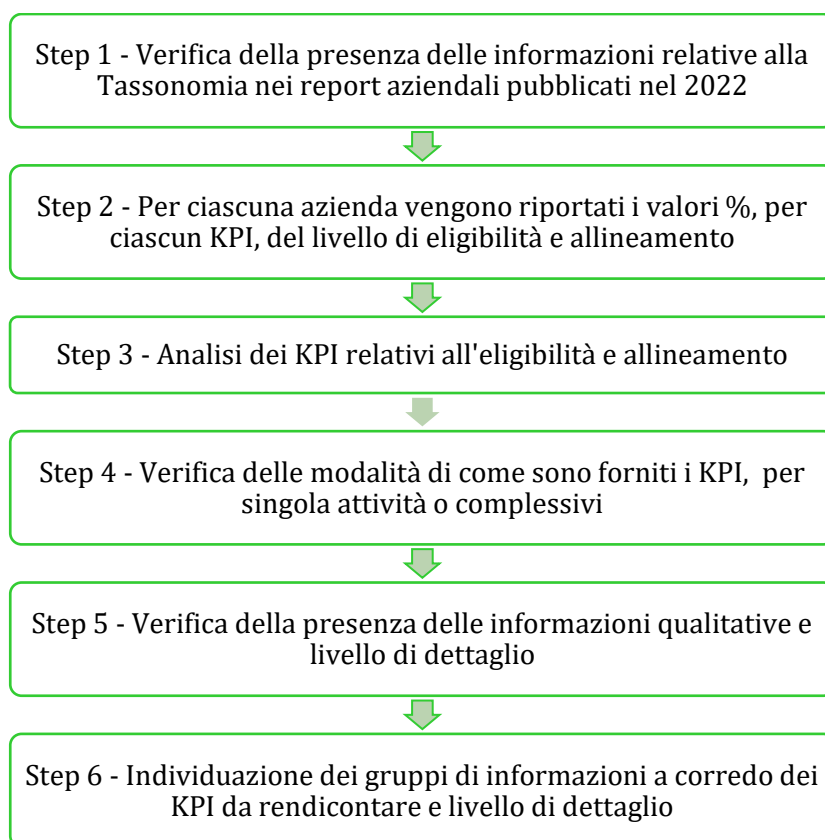 Step 1 - Verifica della presenza delle informazioni relative alla
Tassonomia nei report aziendali pubblicati nel 2022
Step 2 - Per ciascuna azienda vengono riportati i valori %, per
ciascun KPI, del livello di eligibilità e allineamento
Step 3 - Analisi dei KPI relativi all'eligibilità e allineamento
Step 4 - Verifica delle modalità di come sono forniti i KPI,  per
singola attività o complessivi
Step 5 - Verifica della presenza delle informazioni qualitative e
livello di dettaglio
Step 6 - Individuazione dei gruppi di informazioni a corredo dei
KPI da rendicontare e livello di dettaglio